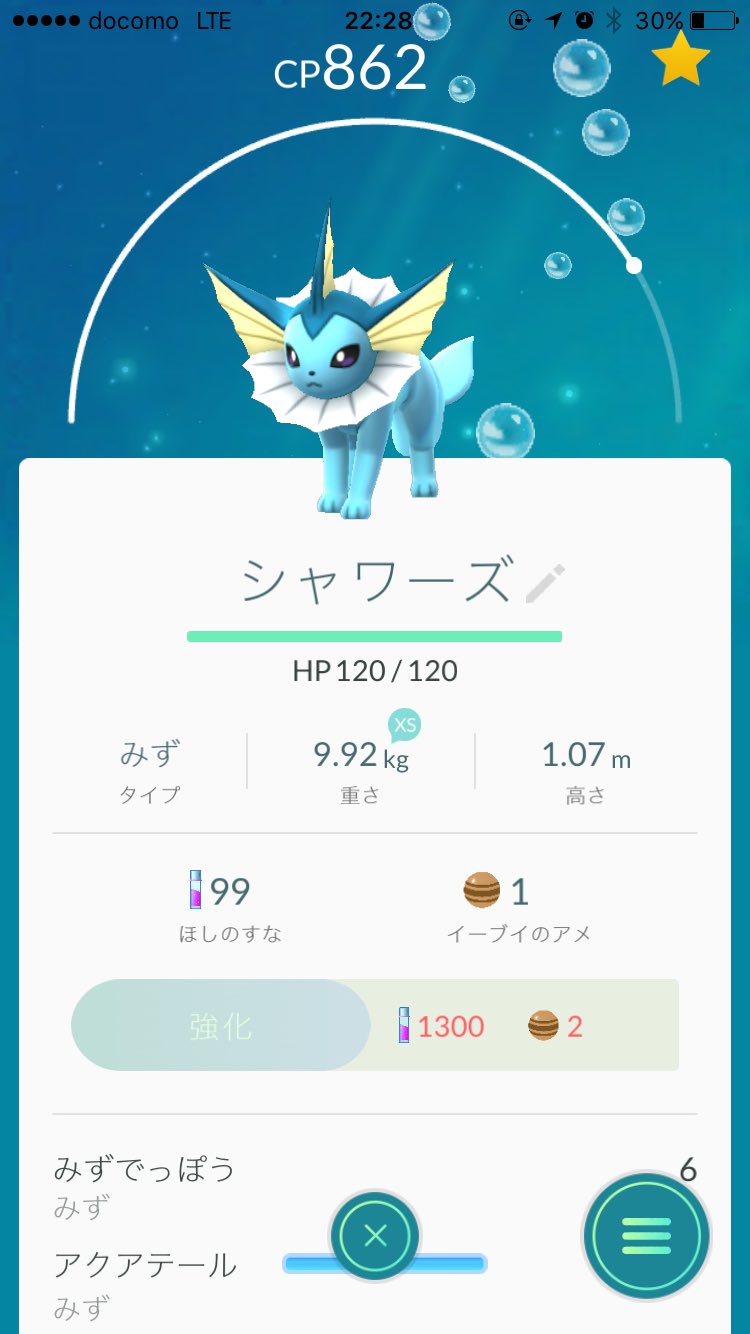 docomo LTE 22:28 30%
CP862
シャワーズ
HP 120 / 120
XS
みず 9.92 kg 1.07 m
タイプ 重さ 高さ
99 1
ほしのすな イーブイのアメ
強化 1300 2
みずでっぽう 6
みず
アクアテール
みず